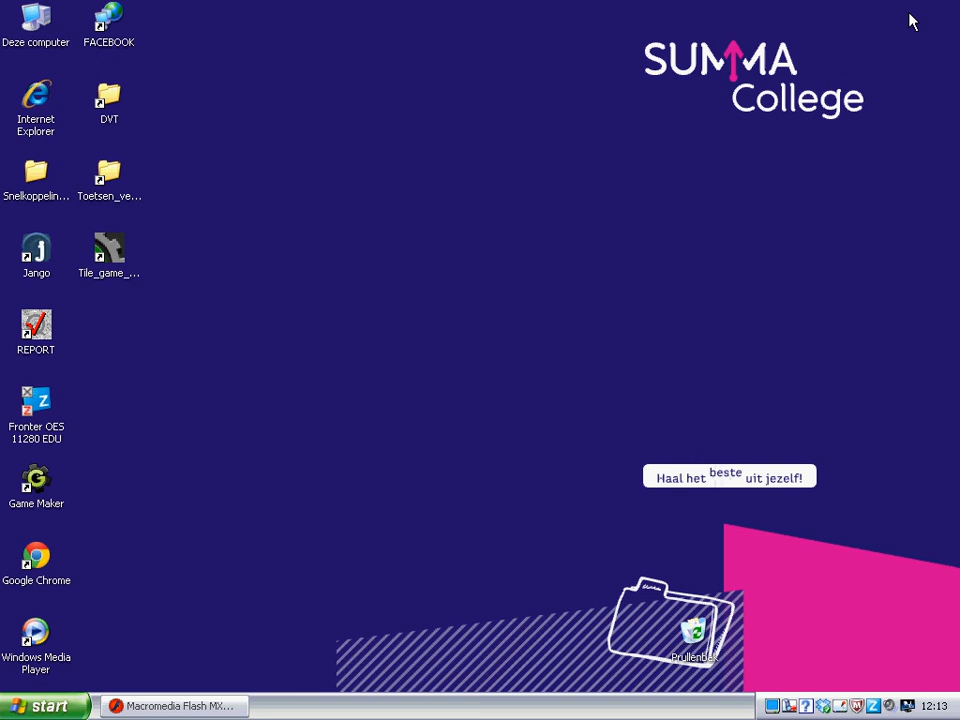 SUMMA
College
Deze computer
FACEBOOK
Internet
Explorer
DVT
Snelkoppelin...
Toetsen_ve...
Jango
Tile_game_...
REPORT
Fronter OES
11280 EDU
Game Maker
Google Chrome
Windows Media
Player
Haal het beste uit jezelf!
Prullenbak
start
Macromedia Flash MX...
12:13